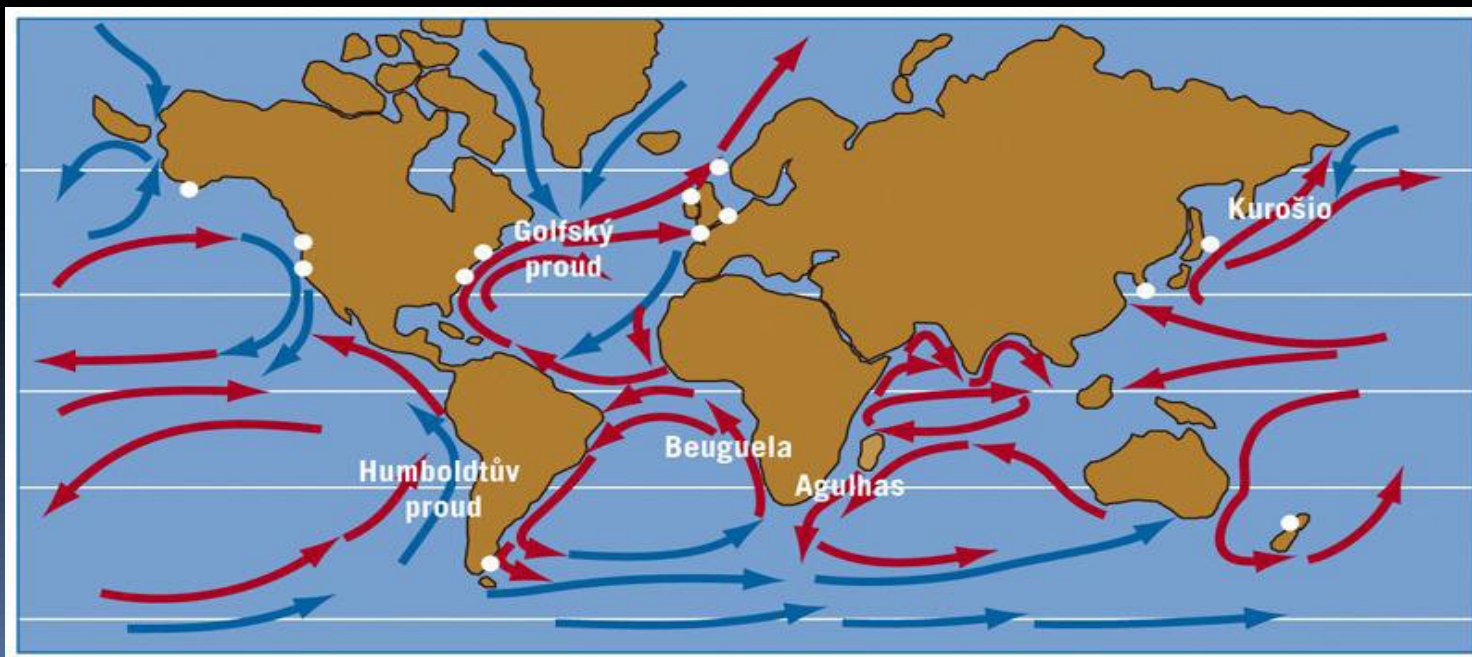 Golfský
proud
Kurošio
Humboldtův
proud
Beuguela
Agulhas